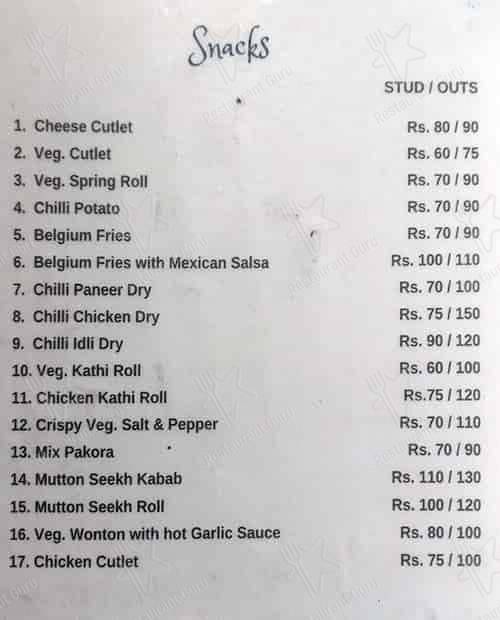 Snacks
STUD / OUTS
1. Cheese Cutlet Rs. 80 / 90
2. Veg. Cutlet Rs. 60 / 75
3. Veg. Spring Roll Rs. 70 / 90
4. Chilli Potato Rs. 70 / 90
5. Belgium Fries Rs. 70 / 90
6. Belgium Fries with Mexican Salsa Rs. 100 / 110
7. Chilli Paneer Dry Rs. 70 / 100
8. Chilli Chicken Dry Rs. 75 / 150
9. Chilli Idli Dry Rs. 90 / 120
10. Veg. Kathi Roll Rs. 60 / 100
11. Chicken Kathi Roll Rs.75 / 120
12. Crispy Veg. Salt & Pepper Rs. 70 / 110
13. Mix Pakora Rs. 70 / 90
14. Mutton Seekh Kabab Rs. 110 / 130
15. Mutton Seekh Roll Rs. 100 / 120
16. Veg. Wonton with hot Garlic Sauce Rs. 80 / 100
17. Chicken Cutlet Rs. 75 / 100